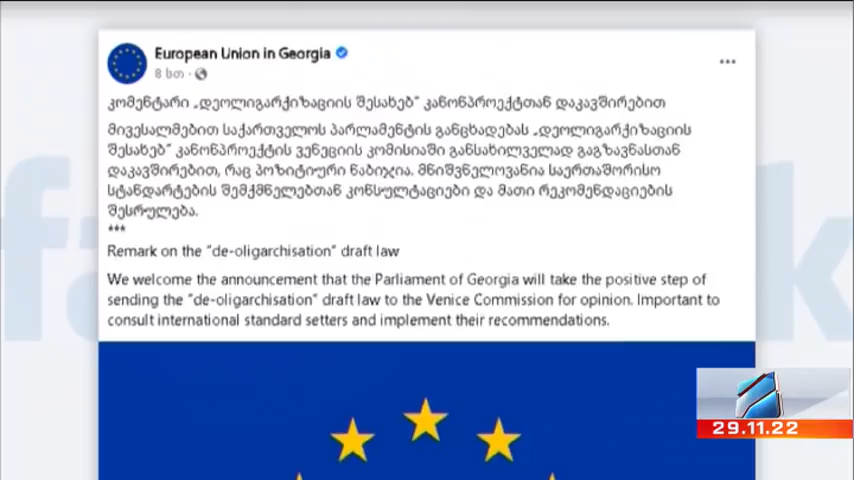 European Union in Georgia
8 სთ ·
კომენტარი „დეოლიგარქიზაციის შესახებ“ კანონპროექტთან დაკავშირებით
მივესალმებით საქართველოს პარლამენტის განცხადებას „დეოლიგარქიზაციის
შესახებ“ კანონპროექტის ვენეციის კომისიაში განსახილველად გაგზავნასთან
დაკავშირებით, რაც პოზიტიური ნაბიჯია. მნიშვნელოვანია საერთაშორისო
სტანდარტების შემქმნელებთან კონსულტაციები და მათი რეკომენდაციების
შესრულება.
***
Remark on the “de-oligarchisation” draft law
We welcome the announcement that the Parliament of Georgia will take the positive step of
sending the “de-oligarchisation” draft law to the Venice Commission for opinion. Important to
consult international standard setters and implement their recommendations.
29.11.22